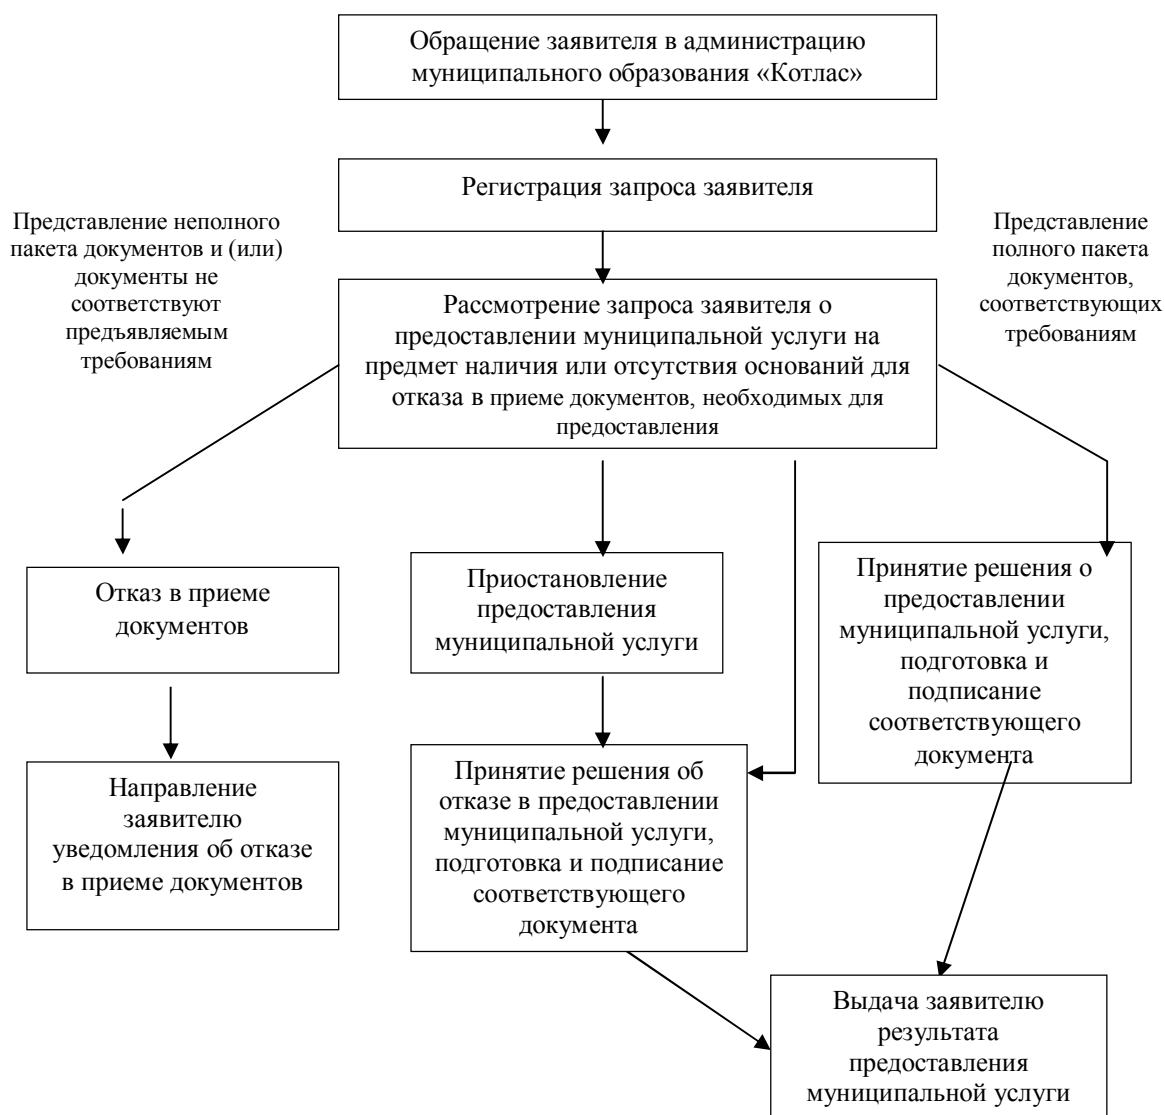 Обращение заявителя в администрацию
муниципального образования «Котлас»
Регистрация запроса заявителя
Представление неполного
пакета документов и (или)
документы не
соответствуют
предъявляемым
требованиям
Представление
полного пакета
документов,
соответствующих
требованиям
Рассмотрение запроса заявителя о
предоставлении муниципальной услуги на
предмет наличия или отсутствия оснований для
отказа в приеме документов, необходимых для
предоставления
Отказ в приеме
документов
Приостановление
предоставления
муниципальной услуги
Принятие решения о
предоставлении
муниципальной услуги,
подготовка и
подписание
соответствующего
документа
Направление
заявителю
уведомления об отказе
в приеме документов
Принятие решения об
отказе в предоставлении
муниципальной услуги,
подготовка и подписание
соответствующего
документа
Выдача заявителю
результата
предоставления
муниципальной услуги